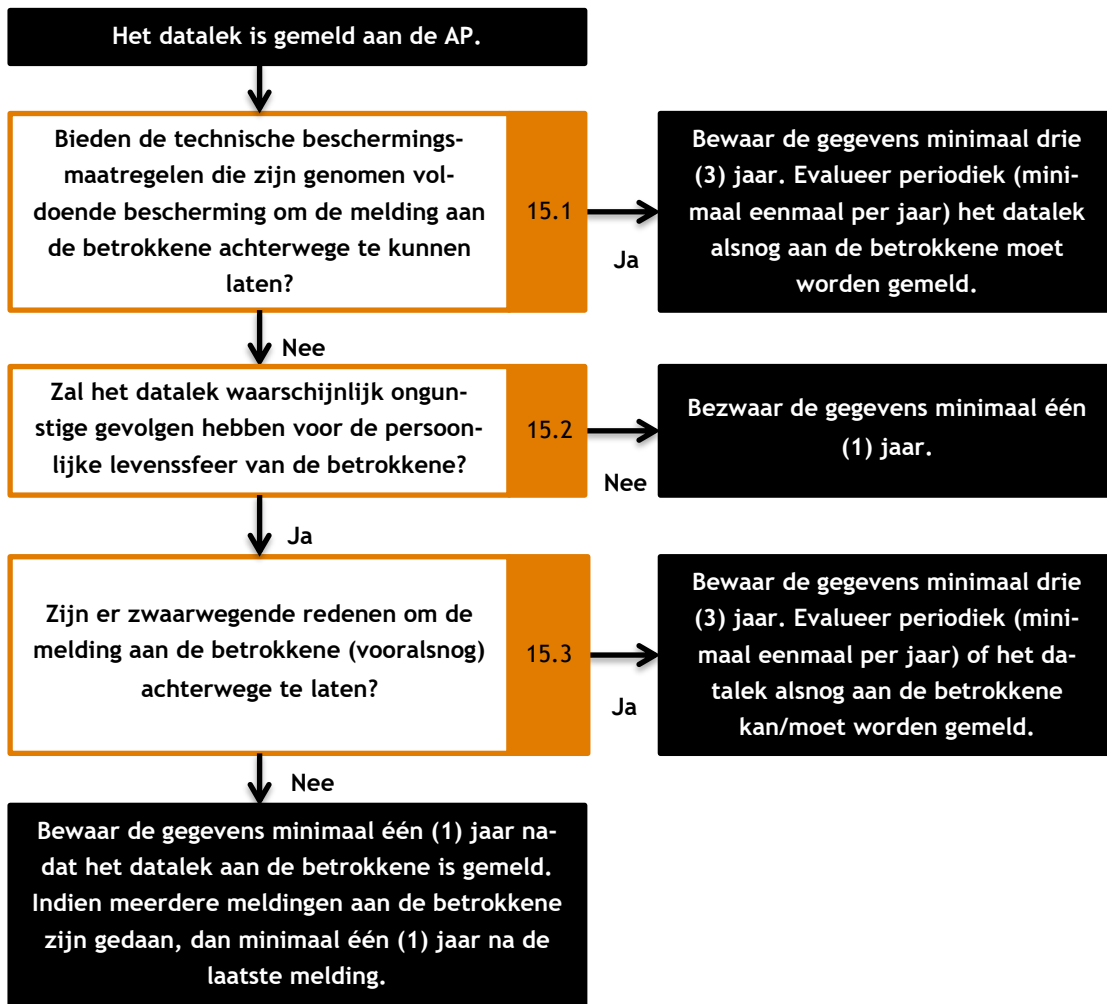 Het datalek is gemeld aan de AP.
Bieden de technische beschermings-
maatregelen die zijn genomen vol-
doende bescherming om de melding aan
de betrokkene achterwege te kunnen
laten?
15.1
Ja
Bewaar de gegevens minimaal drie
(3) jaar. Evalueer periodiek (mini-
maal eenmaal per jaar) het datalek
alsnog aan de betrokkene moet
worden gemeld.
Nee
Zal het datalek waarschijnlijk ongun-
stige gevolgen hebben voor de persoon-
lijke levenssfeer van de betrokkene?
15.2
Nee
Bezwaar de gegevens minimaal één
(1) jaar.
Ja
Zijn er zwaarwegende redenen om de
melding aan de betrokkene (vooralsnog)
achterwege te laten?
15.3
Ja
Bewaar de gegevens minimaal drie
(3) jaar. Evalueer periodiek (mini-
maal eenmaal per jaar) of het da-
talek alsnog aan de betrokkene
kan/moet worden gemeld.
Nee
Bewaar de gegevens minimaal één (1) jaar na-
dat het datalek aan de betrokkene is gemeld.
Indien meerdere meldingen aan de betrokkene
zijn gedaan, dan minimaal één (1) jaar na de
laatste melding.